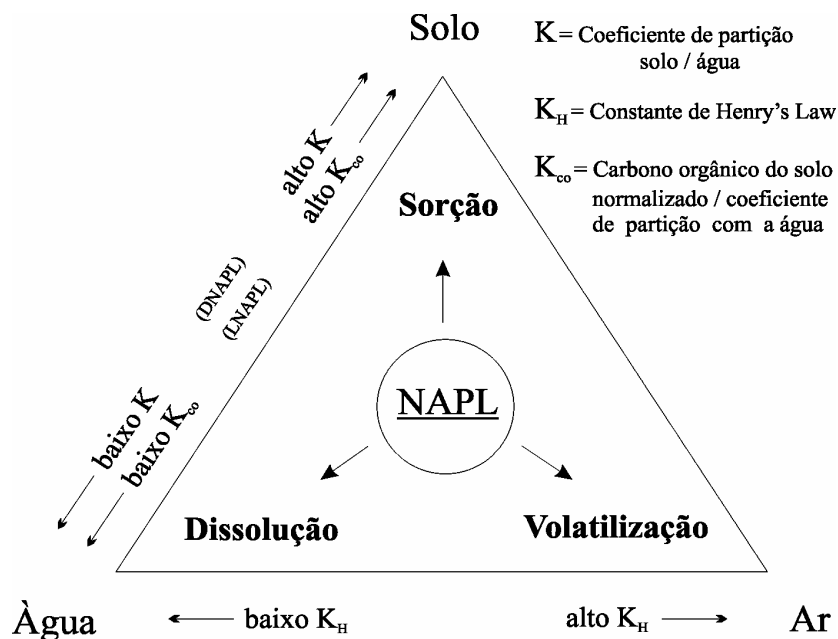 Solo
K = Coeficiente de partição
solo / água
K_H = Constante de Henry's Law
K_co = Carbono orgânico do solo
normalizado / coeficiente
de partição com a água
alto K
alto K_co
Sorção
(DNAPL)
(LNAPL)
NAPL
baixo K
baixo K_co
Dissolução
Volatilização
Àgua
baixo K_H
alto K_H
Ar